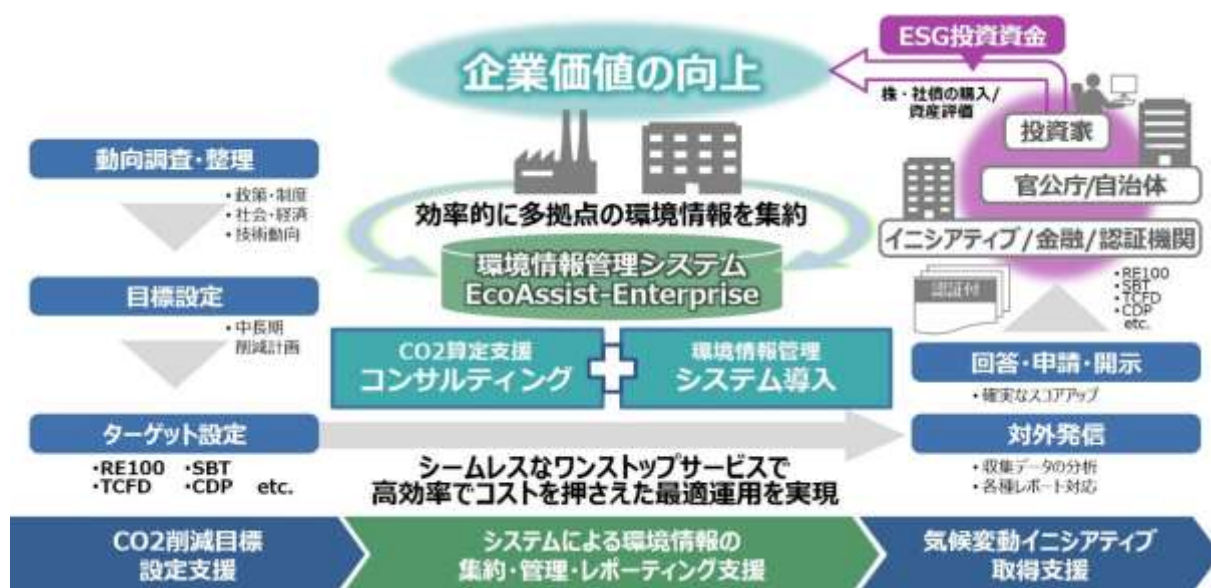 企業価値の向上
ESG投資資金
株・社債の購入/
資産評価
投資家
官公庁/自治体
イニシアティブ/金融/認証機関
動向調査・整理
・政策・制度
・社会・経済
・技術動向
目標設定
・中長期
削減計画
ターゲット設定
・RE100 ・SBT
・TCFD ・CDP etc.
効率的に多拠点の環境情報を集約
環境情報管理システム
EcoAssist-Enterprise
CO2算定支援
コンサルティング
環境情報管理
システム導入
シームレスなワンストップサービスで
高効率でコストを押さえた最適運用を実現
認証付
・RE100
・SBT
・TCFD
・CDP
etc.
回答・申請・開示
・確実なスコアアップ
対外発信
・収集データの分析
・各種レポート対応
CO2削減目標
設定支援
システムによる環境情報の
集約・管理・レポーティング支援
気候変動イニシアティブ
取得支援